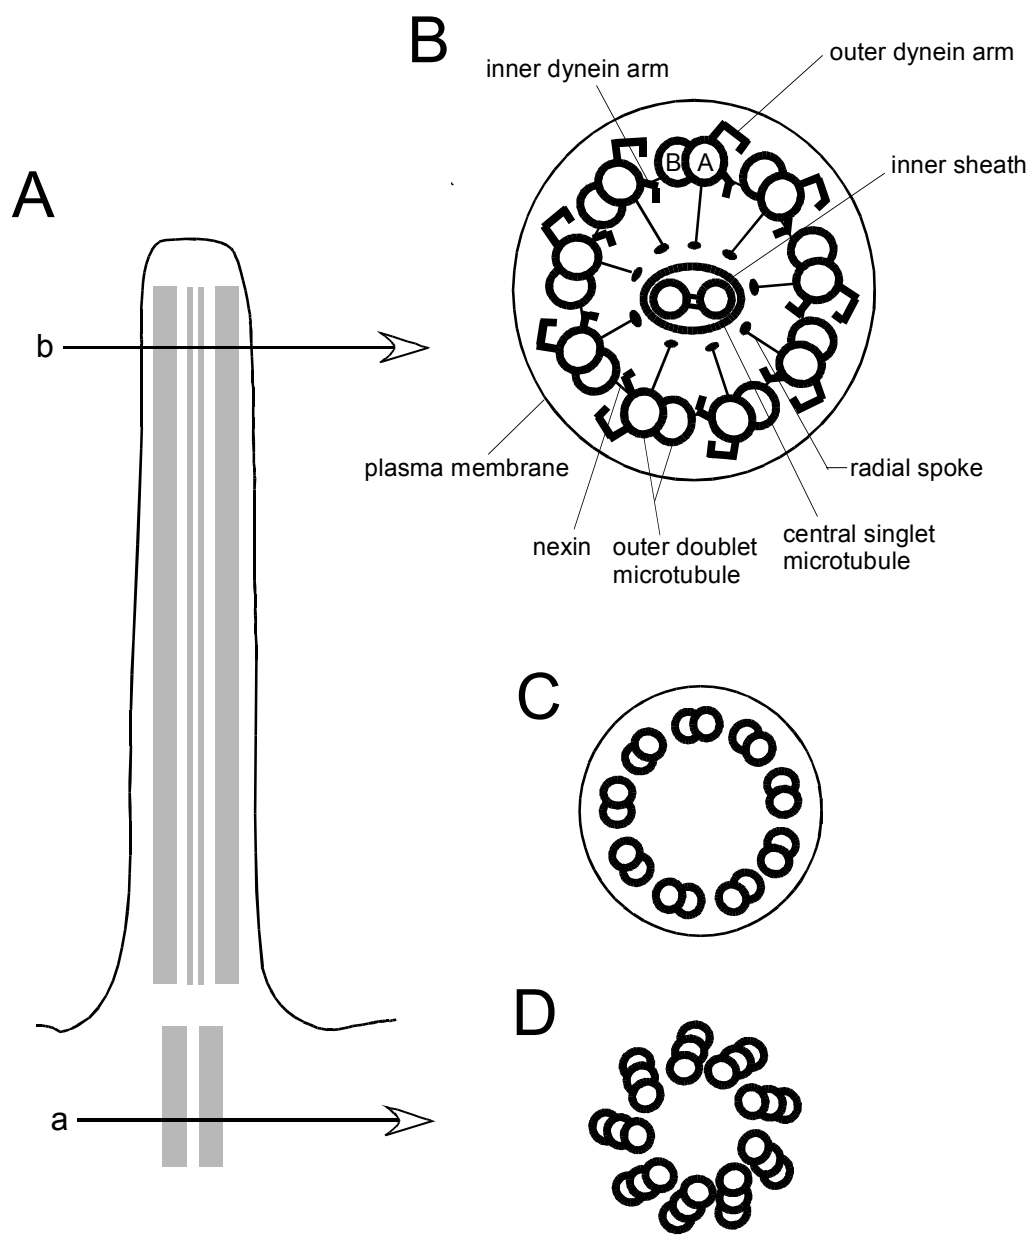 B
outer dynein arm
inner dynein arm
B
A
inner sheath
A
b
plasma membrane
radial spoke
nexin
outer doublet
microtubule
central singlet
microtubule
C
D
a